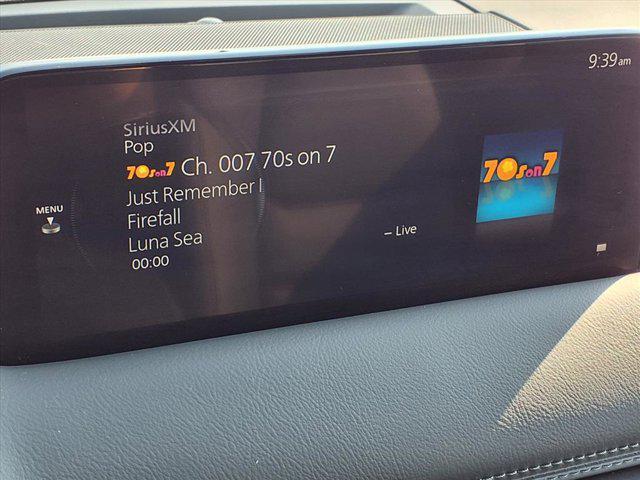 9:39am
SiriusXM
Pop
70s on 7 Ch. 007 70s on 7
Just Remember I
Firefall
Luna Sea
00:00
MENU
– Live
70s on 7